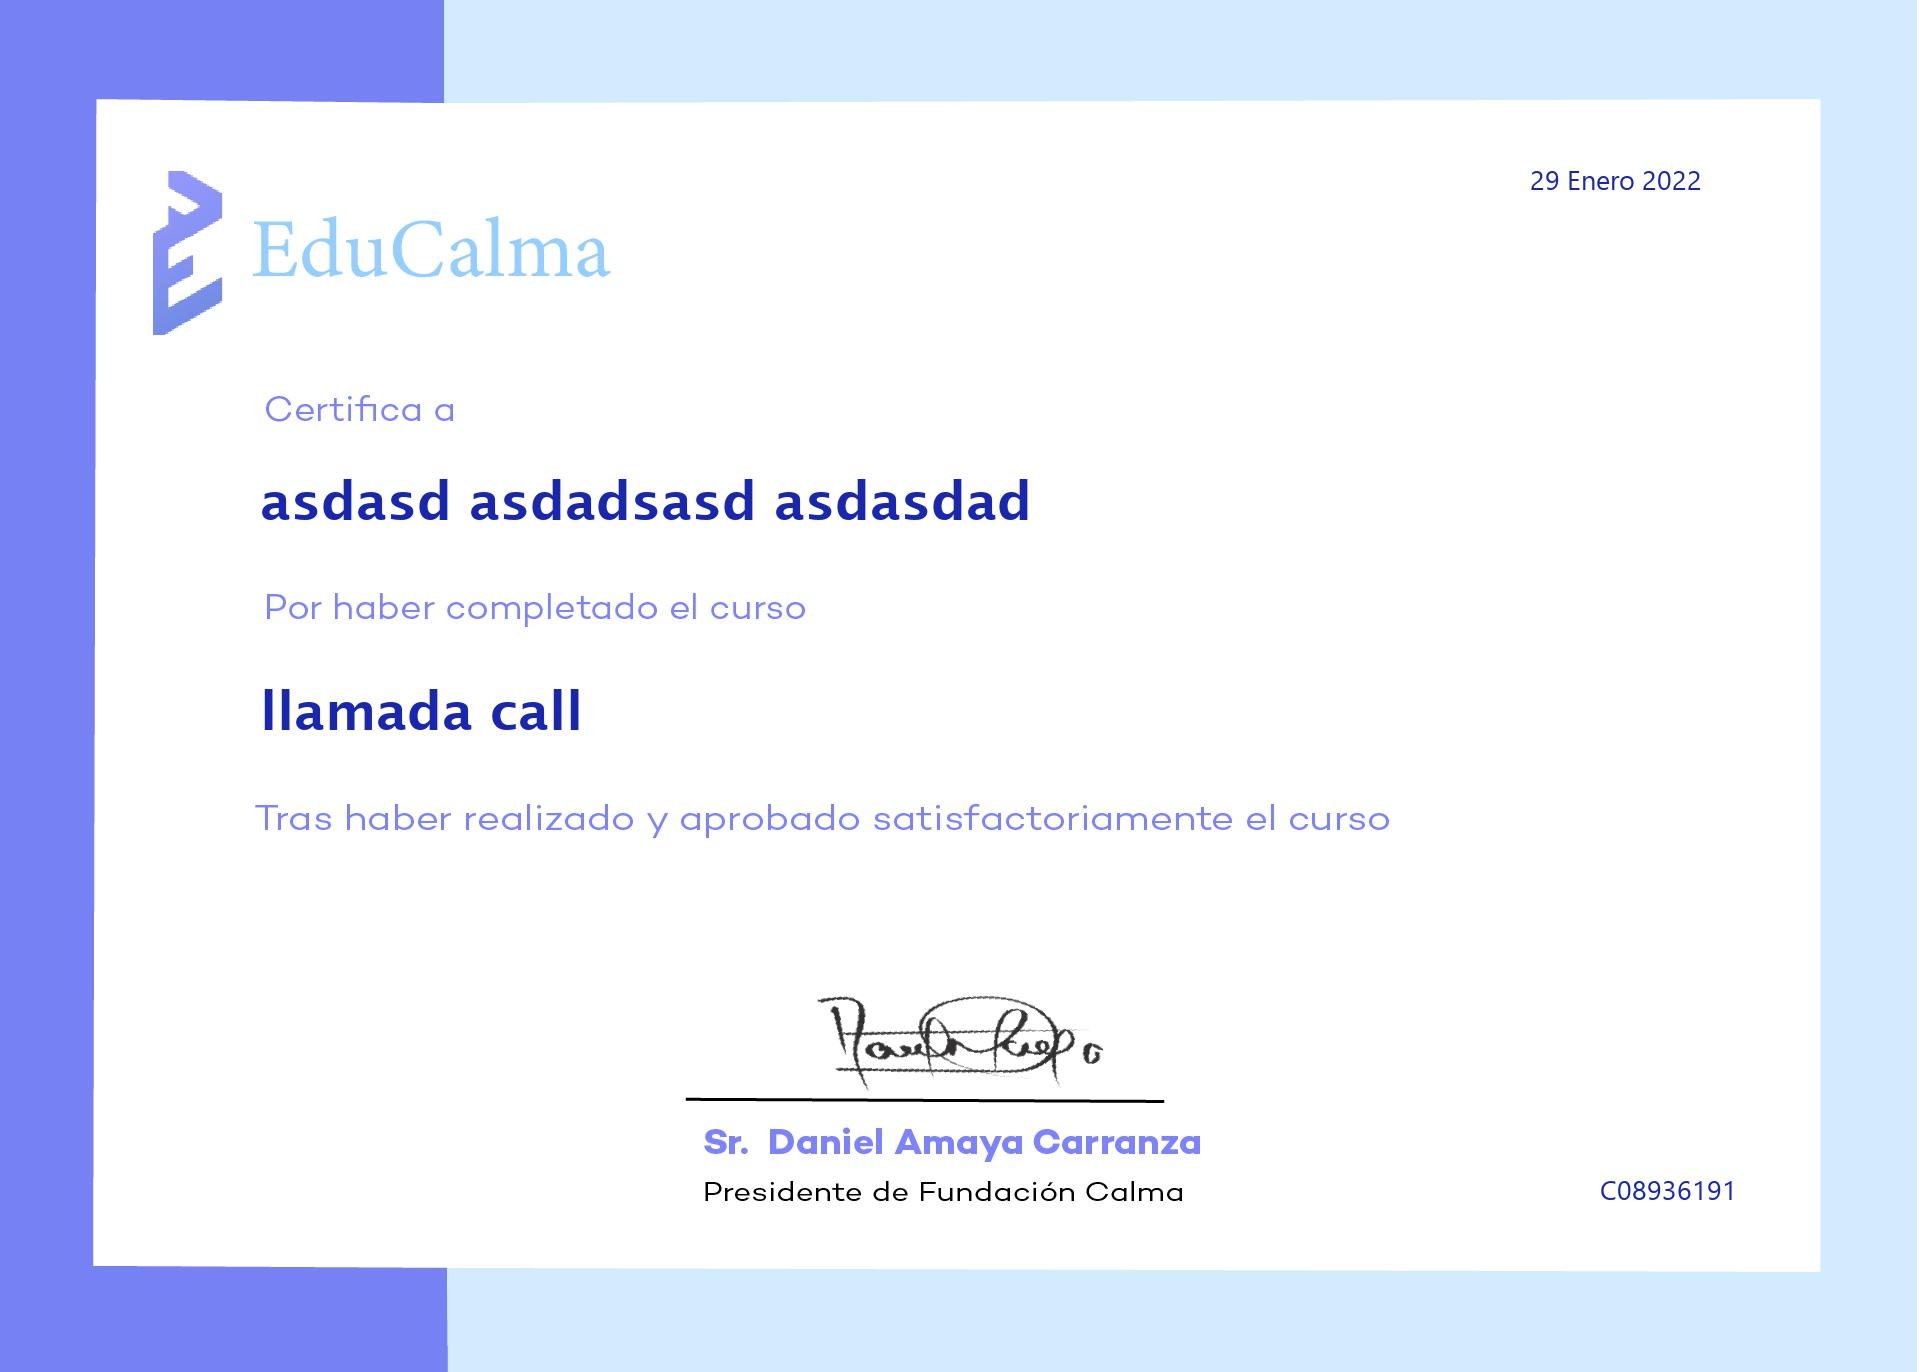 29 Enero 2022
EduCalma
Certifica a
asdasd asdadsasd asdasdad
Por haber completado el curso
llamada call
Tras haber realizado y aprobado satisfactoriamente el curso
Sr. Daniel Amaya Carranza
Presidente de Fundación Calma
C08936191